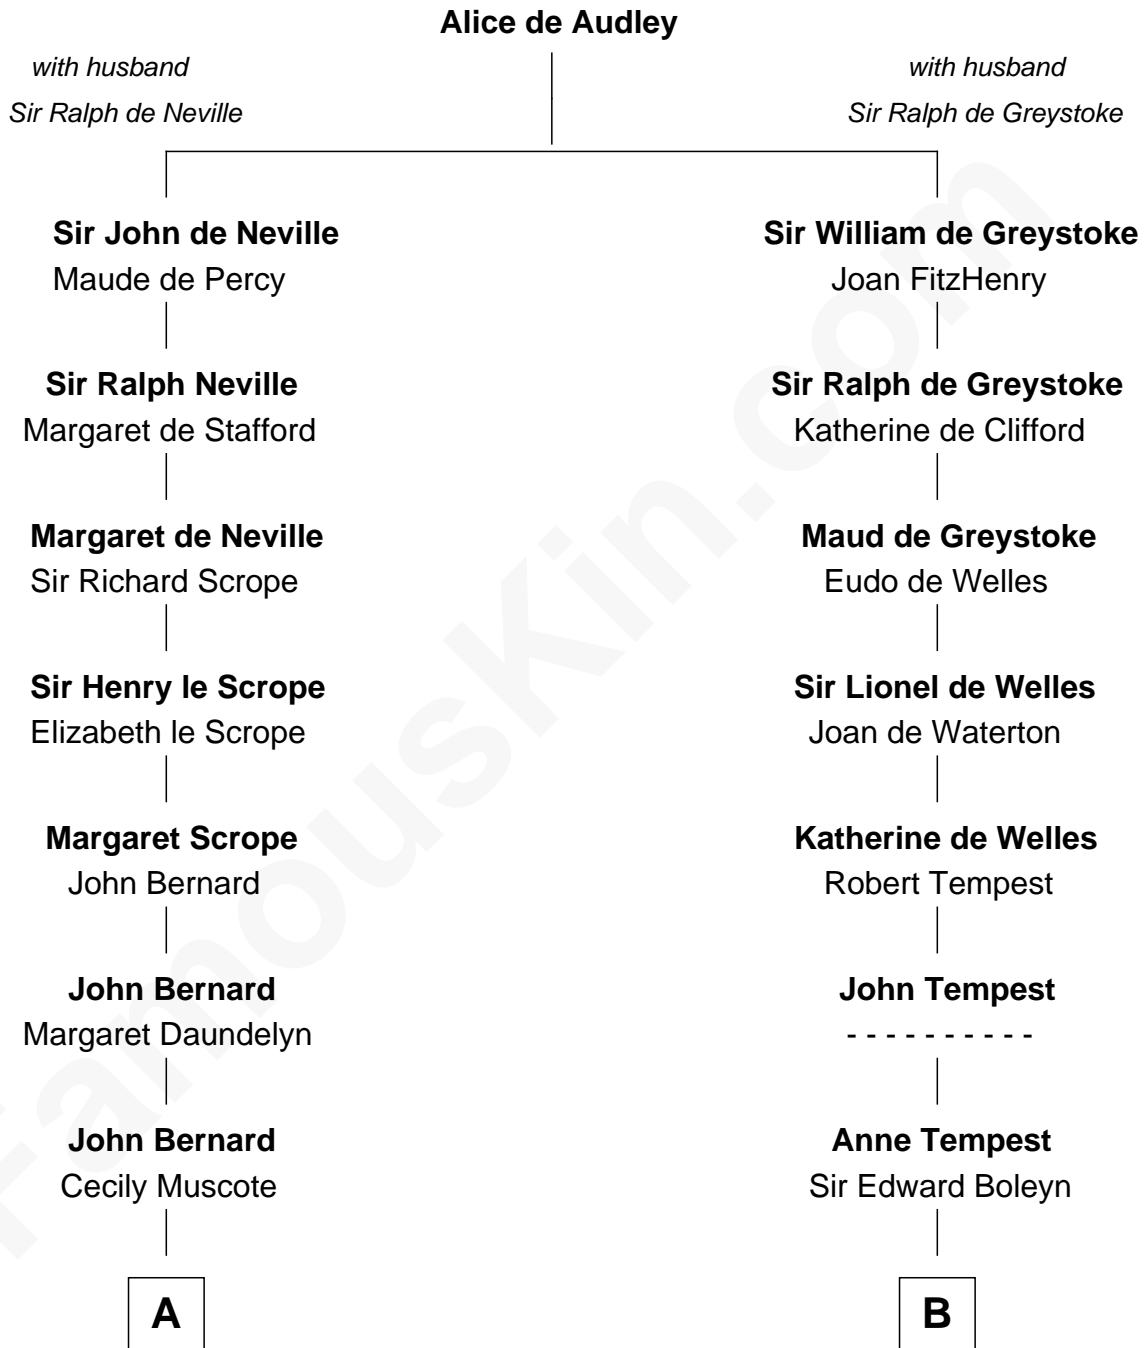 Alice de Audley
with husband
Sir Ralph de Neville
with husband
Sir Ralph de Greystoke
Sir John de Neville
Maude de Percy
Sir William de Greystoke
Joan FitzHenry
Sir Ralph Neville
Margaret de Stafford
Sir Ralph de Greystoke
Katherine de Clifford
Margaret de Neville
Sir Richard Scrope
Maud de Greystoke
Eudo de Welles
Sir Henry le Scrope
Elizabeth le Scrope
Sir Lionel de Welles
Joan de Waterton
Margaret Scrope
John Bernard
Katherine de Welles
Robert Tempest
John Bernard
Margaret Daundelyn
John Tempest
- - - - - - - - - -
John Bernard
Cecily Muscote
Anne Tempest
Sir Edward Boleyn
A
B
FamousKin.com